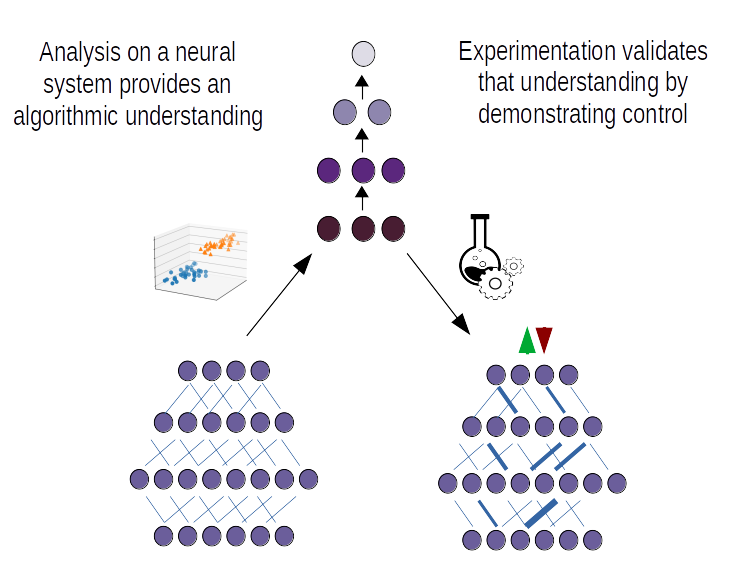 Analysis on a neural
system provides an
algorithmic understanding
Experimentation validates
that understanding by
demonstrating control